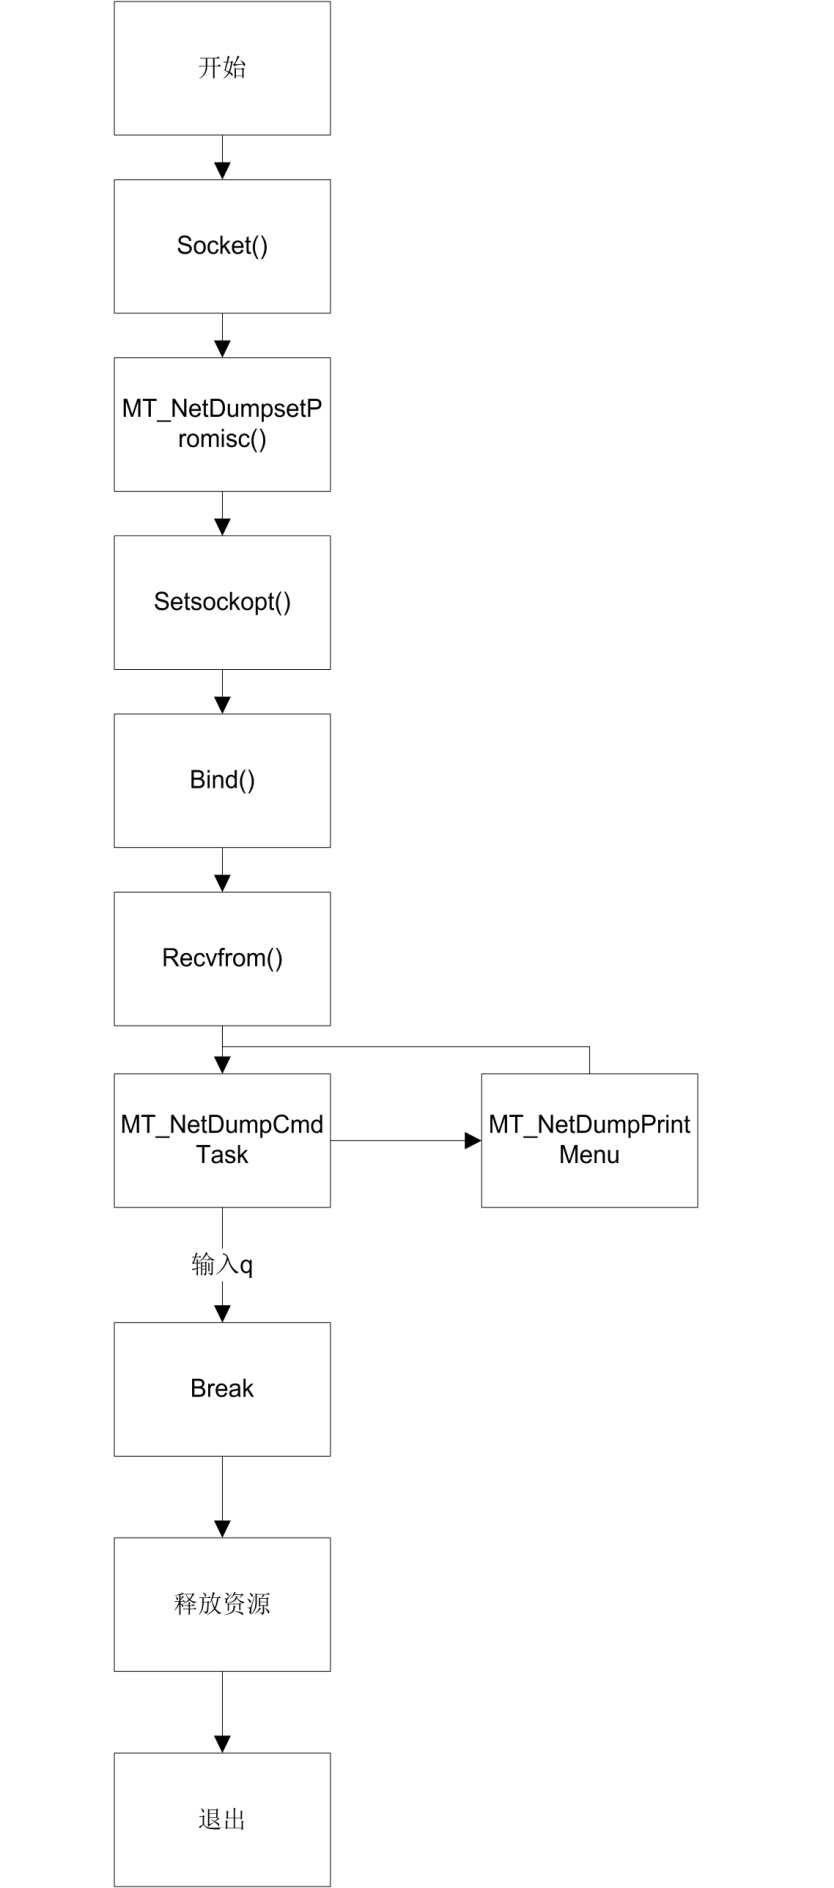 开始
Socket()
MT_NetDumpsetP
romisc()
Setsockopt()
Bind()
Recvfrom()
MT_NetDumpCmd
Task
MT_NetDumpPrint
Menu
输入q
Break
释放资源
退出